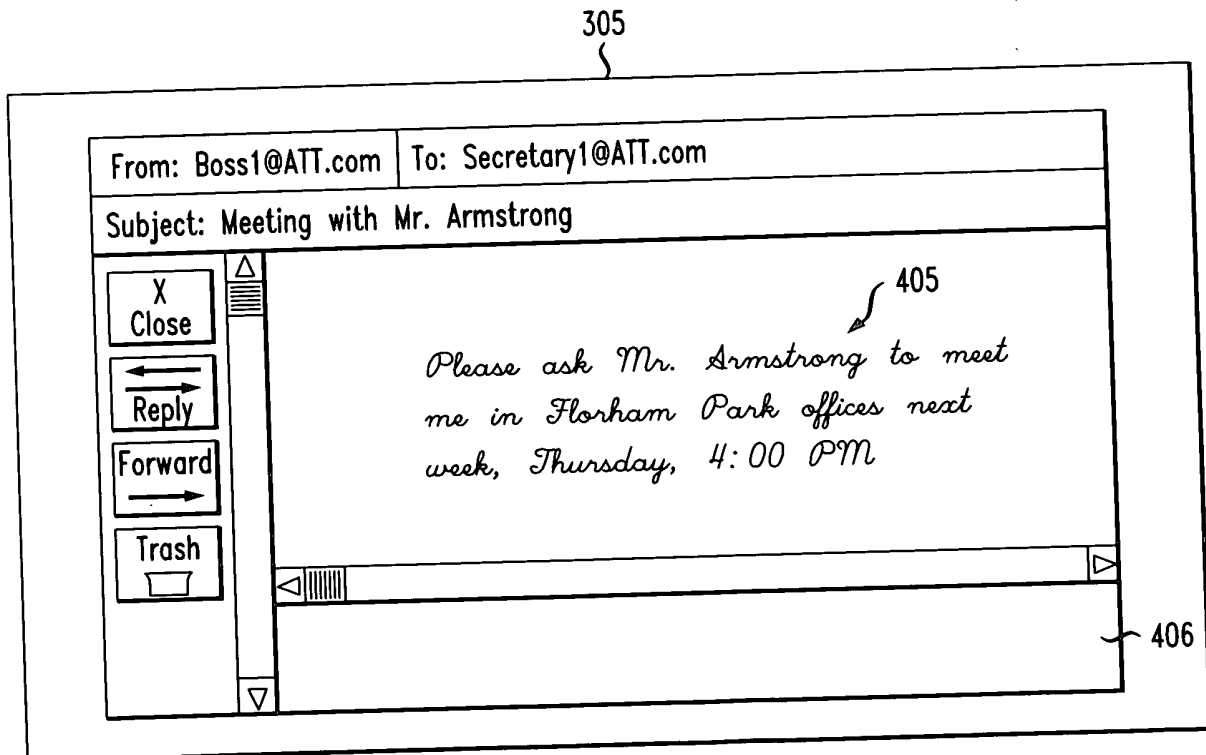 305
From: Boss1@ATT.com To: Secretary1@ATT.com
Subject: Meeting with Mr. Armstrong
X
Close
Reply
Forward
Trash
405
Please ask Mr. Armstrong to meet
me in Florham Park offices next
week, Thursday, 4:00 PM
406